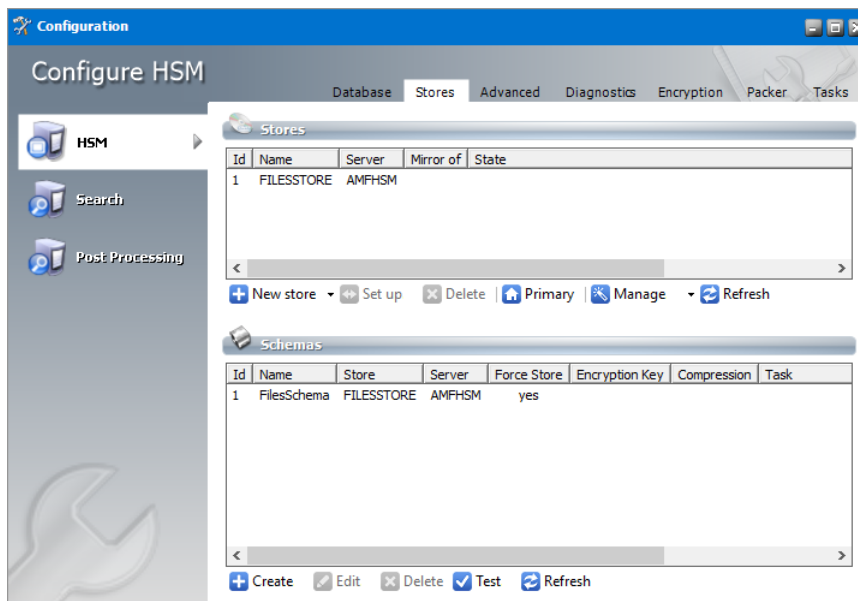 Configuration
Configure HSM
Database Stores Advanced Diagnostics Encryption Packer Tasks
HSM
Search
Post Processing
Stores
Id Name Server Mirror of State
1 FILESSTORE AMFHSM
New store Set up Delete Primary Manage Refresh
Schemas
Id Name Store Server Force Store Encryption Key Compression Task
1 FilesSchema FILESSTORE AMFHSM yes
Create Edit Delete Test Refresh